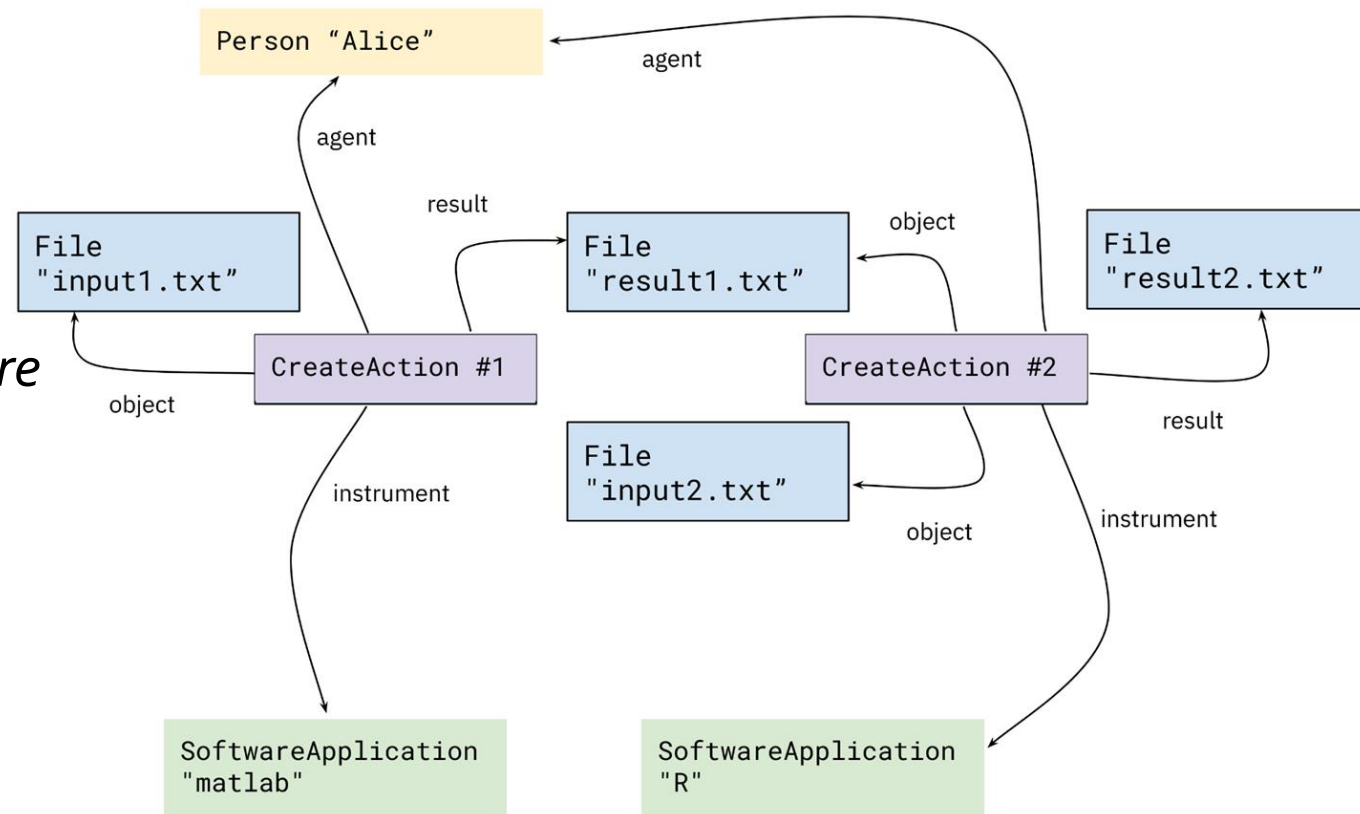 Person “Alice”
agent
agent
result
object
File
"input1.txt”
File
"result1.txt”
File
"result2.txt”
re
CreateAction #1
CreateAction #2
object
result
File
"input2.txt”
instrument
instrument
object
SoftwareApplication
"matlab"
SoftwareApplication
"R"